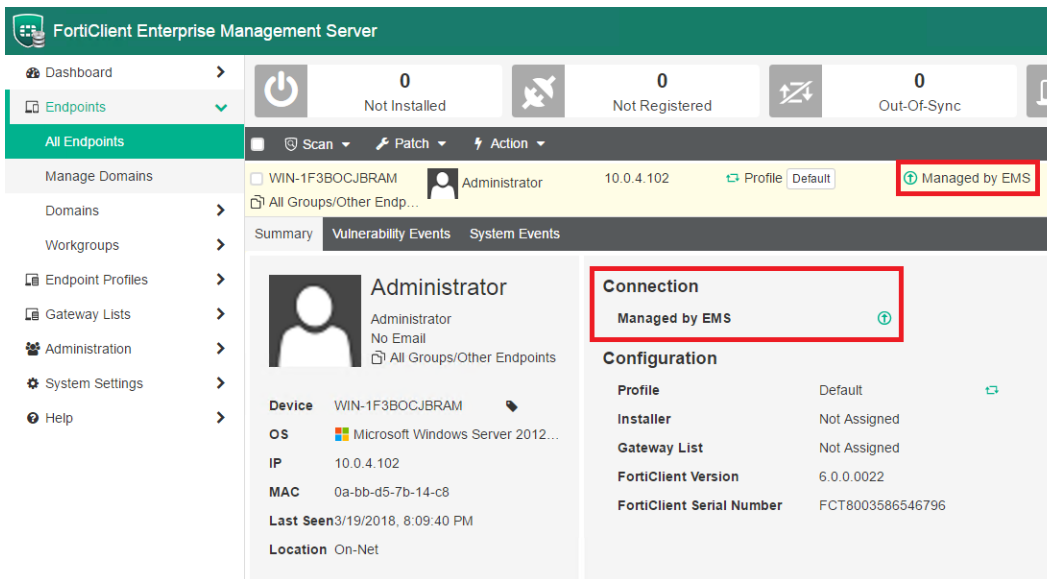 FortiClient Enterprise Management Server
Dashboard
Endpoints
All Endpoints
Manage Domains
Domains
Workgroups
Endpoint Profiles
Gateway Lists
Administration
System Settings
Help
0
Not Installed
0
Not Registered
0
Out-Of-Sync
Scan Patch Action
WIN-1F3BOCJBRAM Administrator 10.0.4.102 Profile Default Managed by EMS
All Groups/Other Endp...
Summary Vulnerability Events System Events
Administrator
Administrator
No Email
All Groups/Other Endpoints
Device WIN-1F3BOCJBRAM
OS Microsoft Windows Server 2012...
IP 10.0.4.102
MAC 0a-bb-d5-7b-14-c8
Last Seen 3/19/2018, 8:09:40 PM
Location On-Net
Connection
Managed by EMS
Configuration
Profile Default
Installer Not Assigned
Gateway List Not Assigned
FortiClient Version 6.0.0.0022
FortiClient Serial Number FCT8003586546796